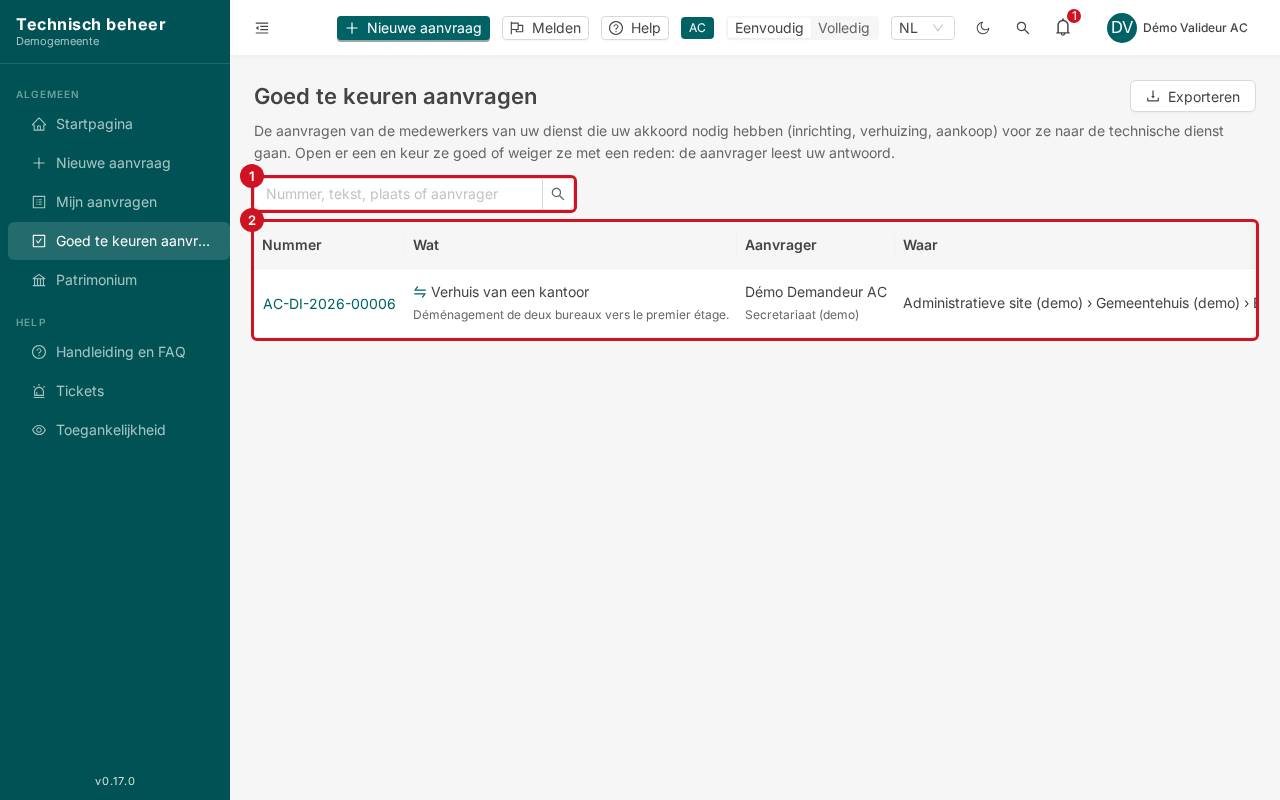 Technisch beheer
Demogemeente
Nieuwe aanvraag
Melden
Help
AC
Eenvoudig
Volledig
NL
1
DV
Démo Valideur AC
ALGEMEEN
Startpagina
Nieuwe aanvraag
Mijn aanvragen
Goed te keuren aanvr...
Patrimonium
HELP
Handleiding en FAQ
Tickets
Toegankelijkheid
v0.17.0
Goed te keuren aanvragen
Exporteren
De aanvragen van de medewerkers van uw dienst die uw akkoord nodig hebben (inrichting, verhuizing, aankoop) voor ze naar de technische dienst
gaan. Open er een en keur ze goed of weiger ze met een reden: de aanvrager leest uw antwoord.
1
Nummer, tekst, plaats of aanvrager
2
Nummer Wat Aanvrager Waar
AC-DI-2026-00006
Verhuis van een kantoor
Déménagement de deux bureaux vers le premier étage.
Démo Demandeur AC
Secretariaat (demo)
Administratieve site (demo) › Gemeentehuis (demo) ›